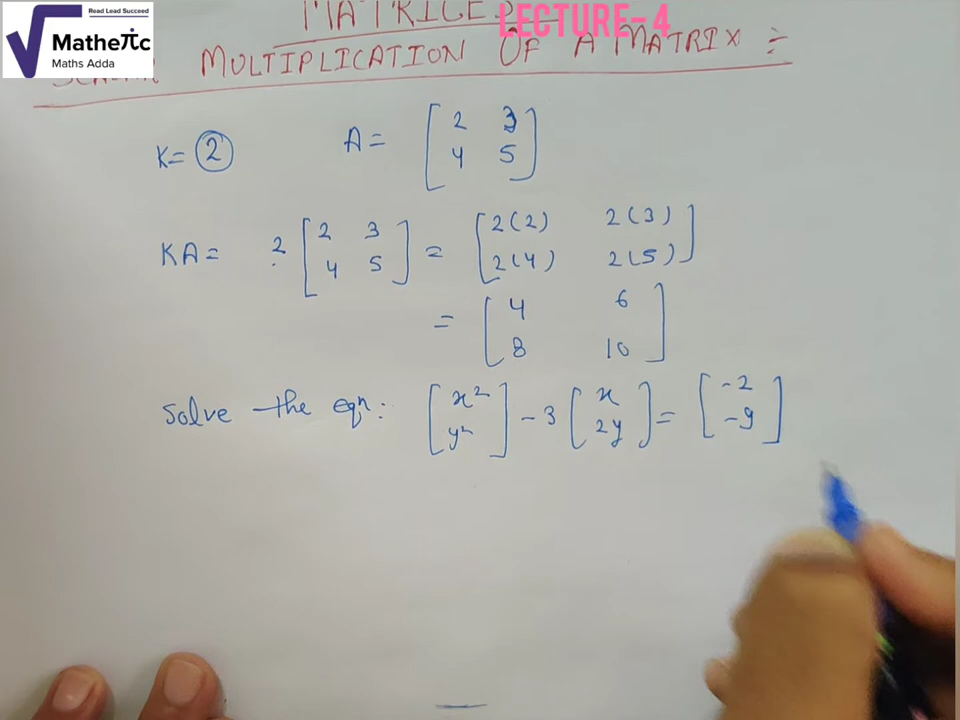 Read Lead Succeed
Matheπc
Maths Adda
MATRICES
LECTURE-4
MULTIPLICATION OF A MATRIX :-
K= 2 A= [2 3
4 5]
KA= 2 [2 3
4 5] = [2(2) 2(3)
2(4) 2(5)]
= [4 6
8 10]
Solve the eqn: [x²
y²] - 3 [x
2y] = [-2
-9]